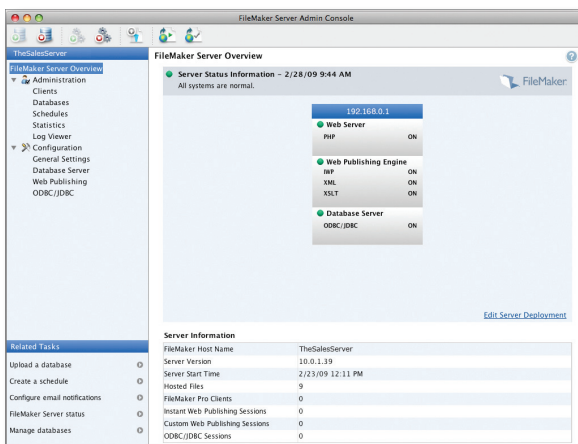 FileMaker Server Admin Console
TheSalesServer
FileMaker Server Overview
Administration
Clients
Databases
Schedules
Statistics
Log Viewer
Configuration
General Settings
Database Server
Web Publishing
ODBC/JDBC
Related Tasks
Upload a database
Create a schedule
Configure email notifications
FileMaker Server status
Manage databases
FileMaker Server Overview
Server Status Information – 2/28/09 9:44 AM
All systems are normal.
FileMaker
192.168.0.1
Web Server
PHP ON
Web Publishing Engine
IWP ON
XML ON
XSLT ON
Database Server
ODBC/JDBC ON
Edit Server Deployment
Server Information
FileMaker Host Name TheSalesServer
Server Version 10.0.1.39
Server Start Time 2/23/09 12:11 PM
Hosted Files 9
FileMaker Pro Clients 0
Instant Web Publishing Sessions 0
Custom Web Publishing Sessions 0
ODBC/JDBC Sessions 0